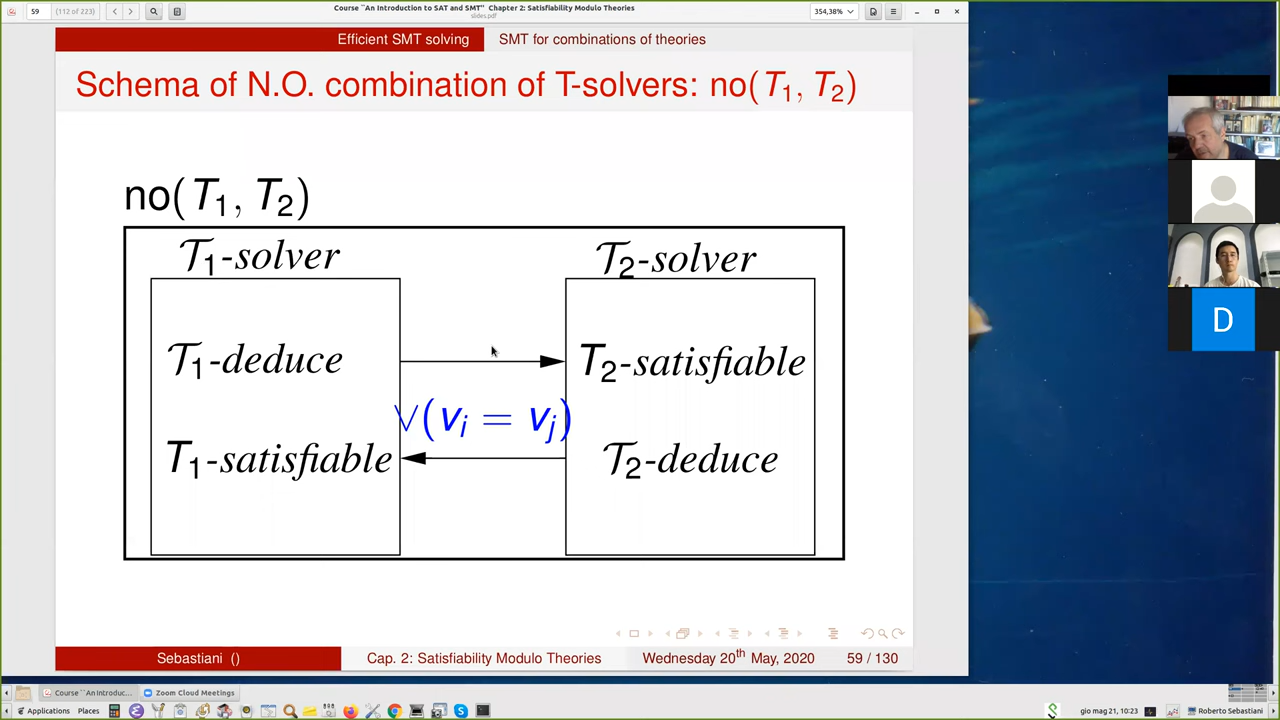 59 (112 of 223) Course ``An Introduction to SAT and SMT'' Chapter 2: Satisfiability Modulo Theories 354,38%
slides.pdf
Efficient SMT solving SMT for combinations of theories
Schema of N.O. combination of T-solvers: no(T1, T2)
no(T1, T2)
T1-solver T2-solver
T1-deduce T2-satisfiable
∨(vi = vj)
T1-satisfiable T2-deduce
D
Sebastiani () Cap. 2: Satisfiability Modulo Theories Wednesday 20th May, 2020 59 / 130
Course ``An Introduc... Zoom Cloud Meetings
Applications Places gio mag 21, 10:23 Roberto Sebastiani